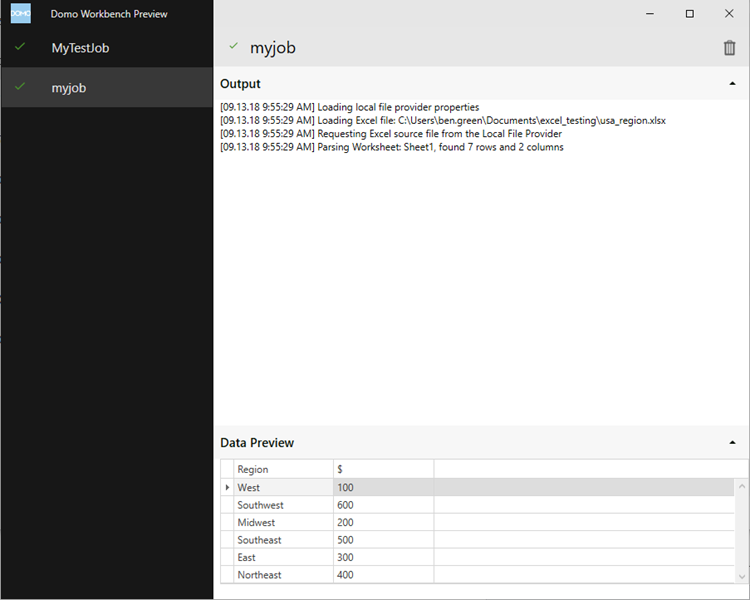 DOMO Domo Workbench Preview
MyTestJob
myjob
myjob
Output
[09.13.18 9:55:29 AM] Loading local file provider properties
[09.13.18 9:55:29 AM] Loading Excel file: C:\Users\ben.green\Documents\excel_testing\usa_region.xlsx
[09.13.18 9:55:29 AM] Requesting Excel source file from the Local File Provider
[09.13.18 9:55:29 AM] Parsing Worksheet: Sheet1, found 7 rows and 2 columns
Data Preview
Region $
West 100
Southwest 600
Midwest 200
Southeast 500
East 300
Northeast 400